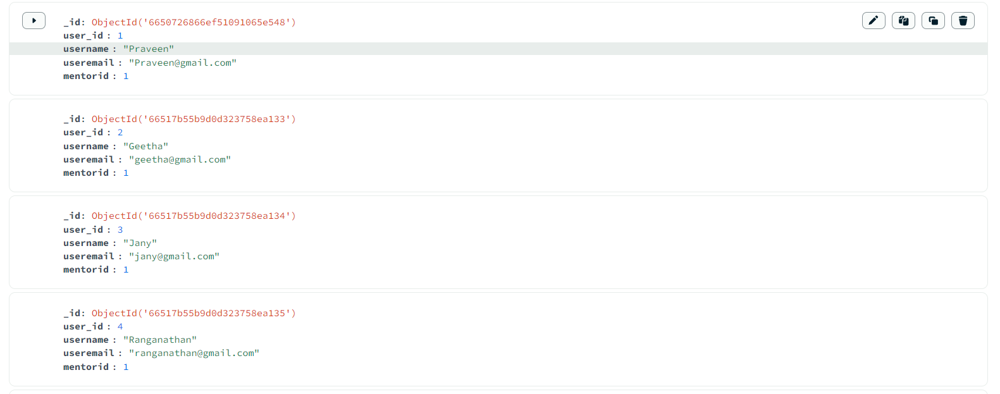 _id: ObjectId('6650726866ef51091065e548')
user_id : 1
username : "Praveen"
useremail : "Praveen@gmail.com"
mentorid : 1
_id: ObjectId('66517b55b9d0d323758ea133')
user_id : 2
username : "Geetha"
useremail : "geetha@gmail.com"
mentorid : 1
_id: ObjectId('66517b55b9d0d323758ea134')
user_id : 3
username : "Jany"
useremail : "jany@gmail.com"
mentorid : 1
_id: ObjectId('66517b55b9d0d323758ea135')
user_id : 4
username : "Ranganathan"
useremail : "ranganathan@gmail.com"
mentorid : 1